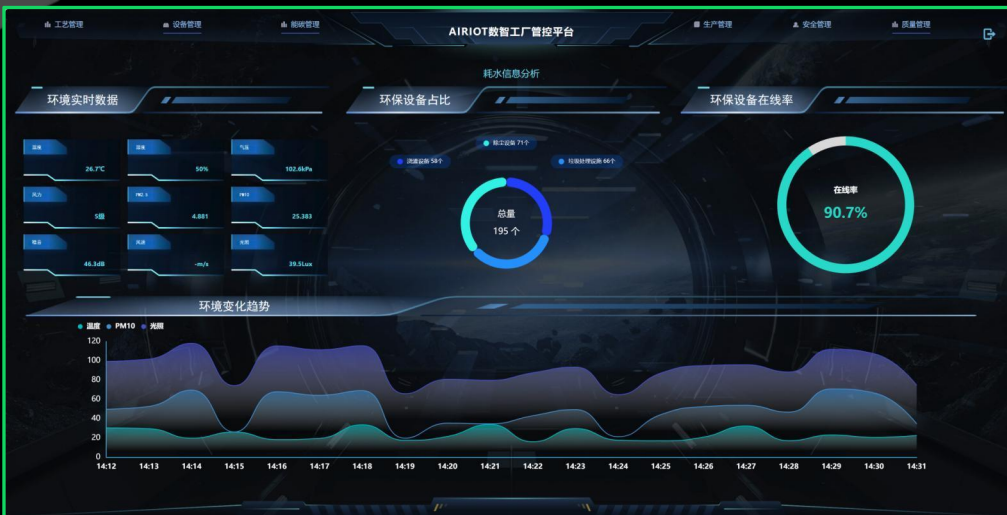 工艺管理
设备管理
能碳管理
AIRIOT数智工厂管控平台
生产管理
安全管理
质量管理
耗水信息分析
环境实时数据
环保设备占比
环保设备在线率
温度
湿度
气压
26.7℃
50%
102.6kPa
风力
PM2.5
PM10
5级
4.881
25.383
噪音
风速
光照
46.3dB
-m/s
39.5Lux
除尘设备 71个
浇灌设备 58个
垃圾处理设施 66个
总量
195 个
在线率
90.7%
环境变化趋势
温度 PM10 光照
120
100
80
60
40
20
0
14:12 14:13 14:14 14:15 14:16 14:17 14:18 14:19 14:20 14:21 14:22 14:23 14:24 14:25 14:26 14:27 14:28 14:29 14:30 14:31